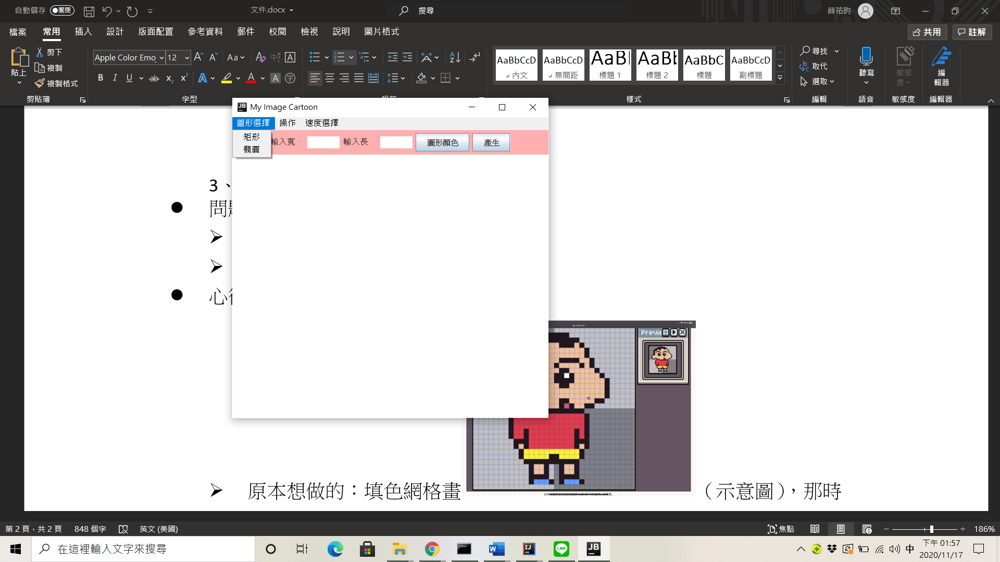 自動儲存 關閉 文件.docx 搜尋 薛祐昀
檔案 常用 插入 設計 版面配置 參考資料 郵件 校閱 檢視 說明 圖片格式 共用 註解
貼上 剪下 複製 複製格式 剪貼簿
Apple Color Emo 12 Aa
B I U ab x₂ x² A A A 字
字型
AaBbCcD AaBbCcD AaBl AaBb AaBbC AaBbCcD
內文 無間距 標題 1 標題 2 標題 副標題
樣式
尋找 取代 選取 編輯
聽寫 語音
敏感度 敏感度
編輯器 編輯器
JB My Image Cartoon
圖形選擇 操作 速度選擇
矩形
橢圓
輸入寬 輸入長 圖形顏色 產生
3、
問
心
Previe
原本想做的：填色網格畫（示意圖），那時
第 2 頁，共 2 頁 848 個字 英文 (美國) 焦點 186%
在這裡輸入文字來搜尋
中 下午 01:57
2020/11/17